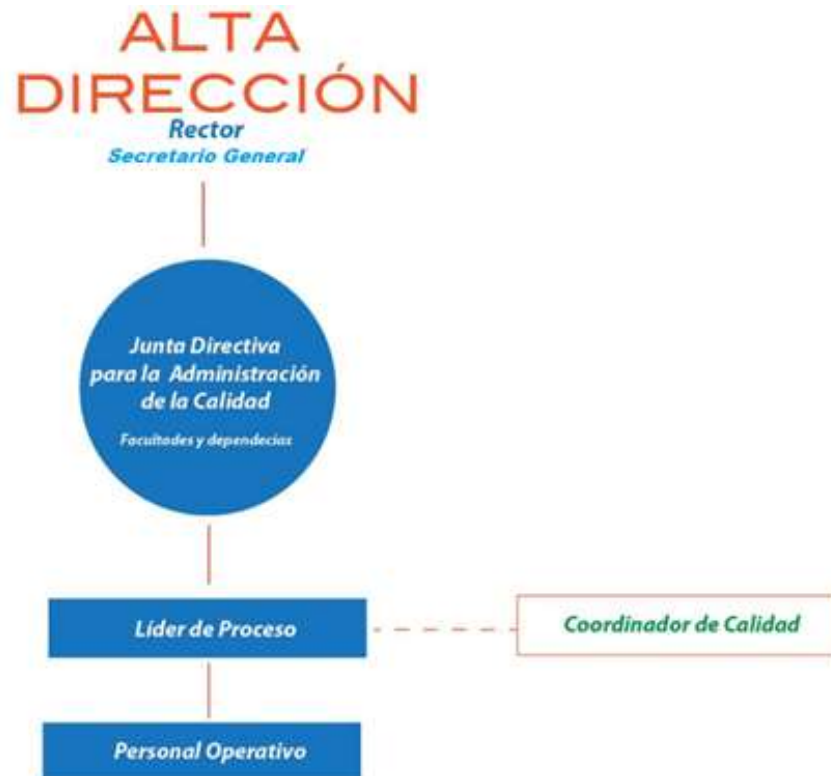 ALTA
DIRECCIÓN
Rector
Secretario General
Junta Directiva
para la Administración
de la Calidad
Facultades y dependecias
Líder de Proceso
Coordinador de Calidad
Personal Operativo